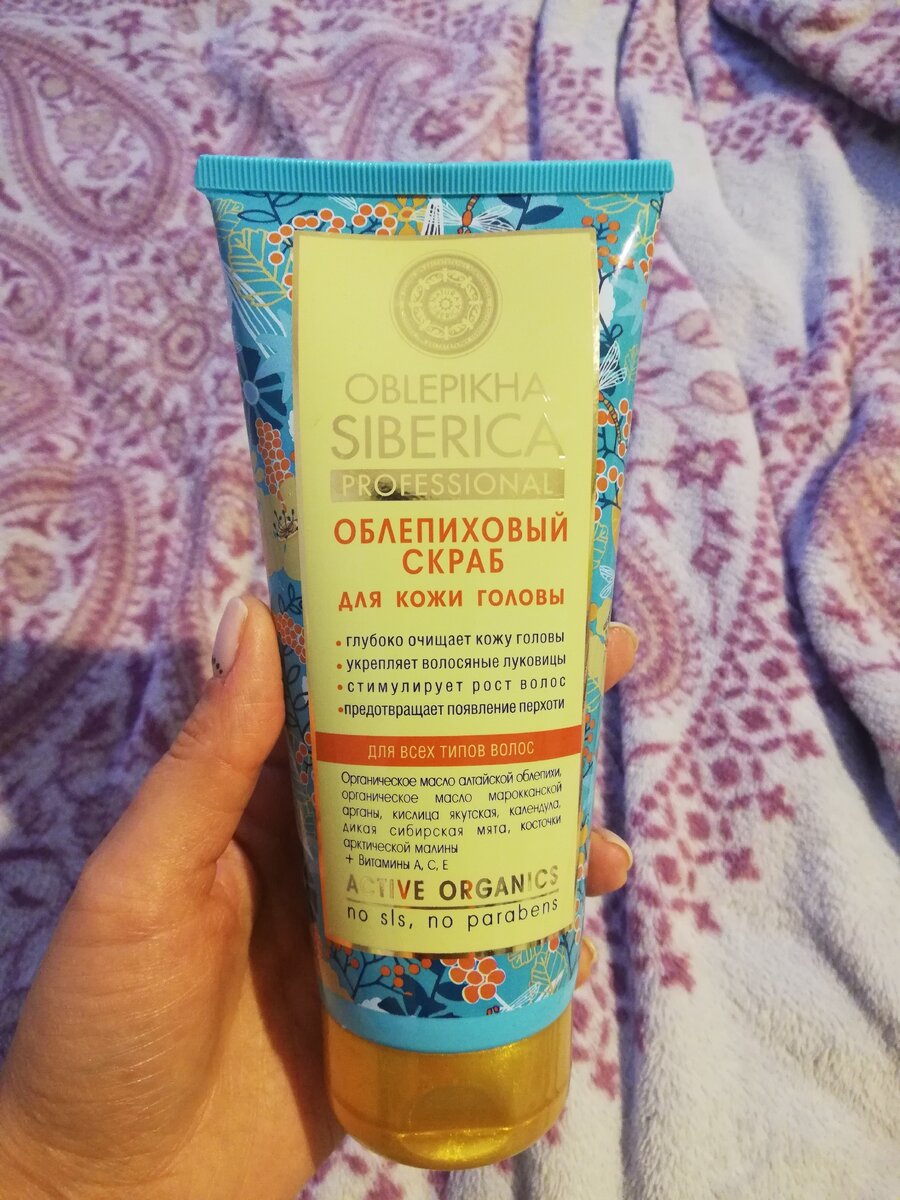 OBLEPIKHA
SIBERICA
PROFESSIONAL
ОБЛЕПИХОВЫЙ
СКРАБ
ДЛЯ КОЖИ ГОЛОВЫ
• глубоко очищает кожу головы
• укрепляет волосяные луковицы
• стимулирует рост волос
• предотвращает появление перхоти
ДЛЯ ВСЕХ ТИПОВ ВОЛОС
Органическое масло алтайской облепихи,
органическое масло марокканской
арганы, кислица якутская, календула,
дикая сибирская мята, косточки
арктической малины
+ Витамины А, С, Е
ACTIVE ORGANICS
no sls, no parabens